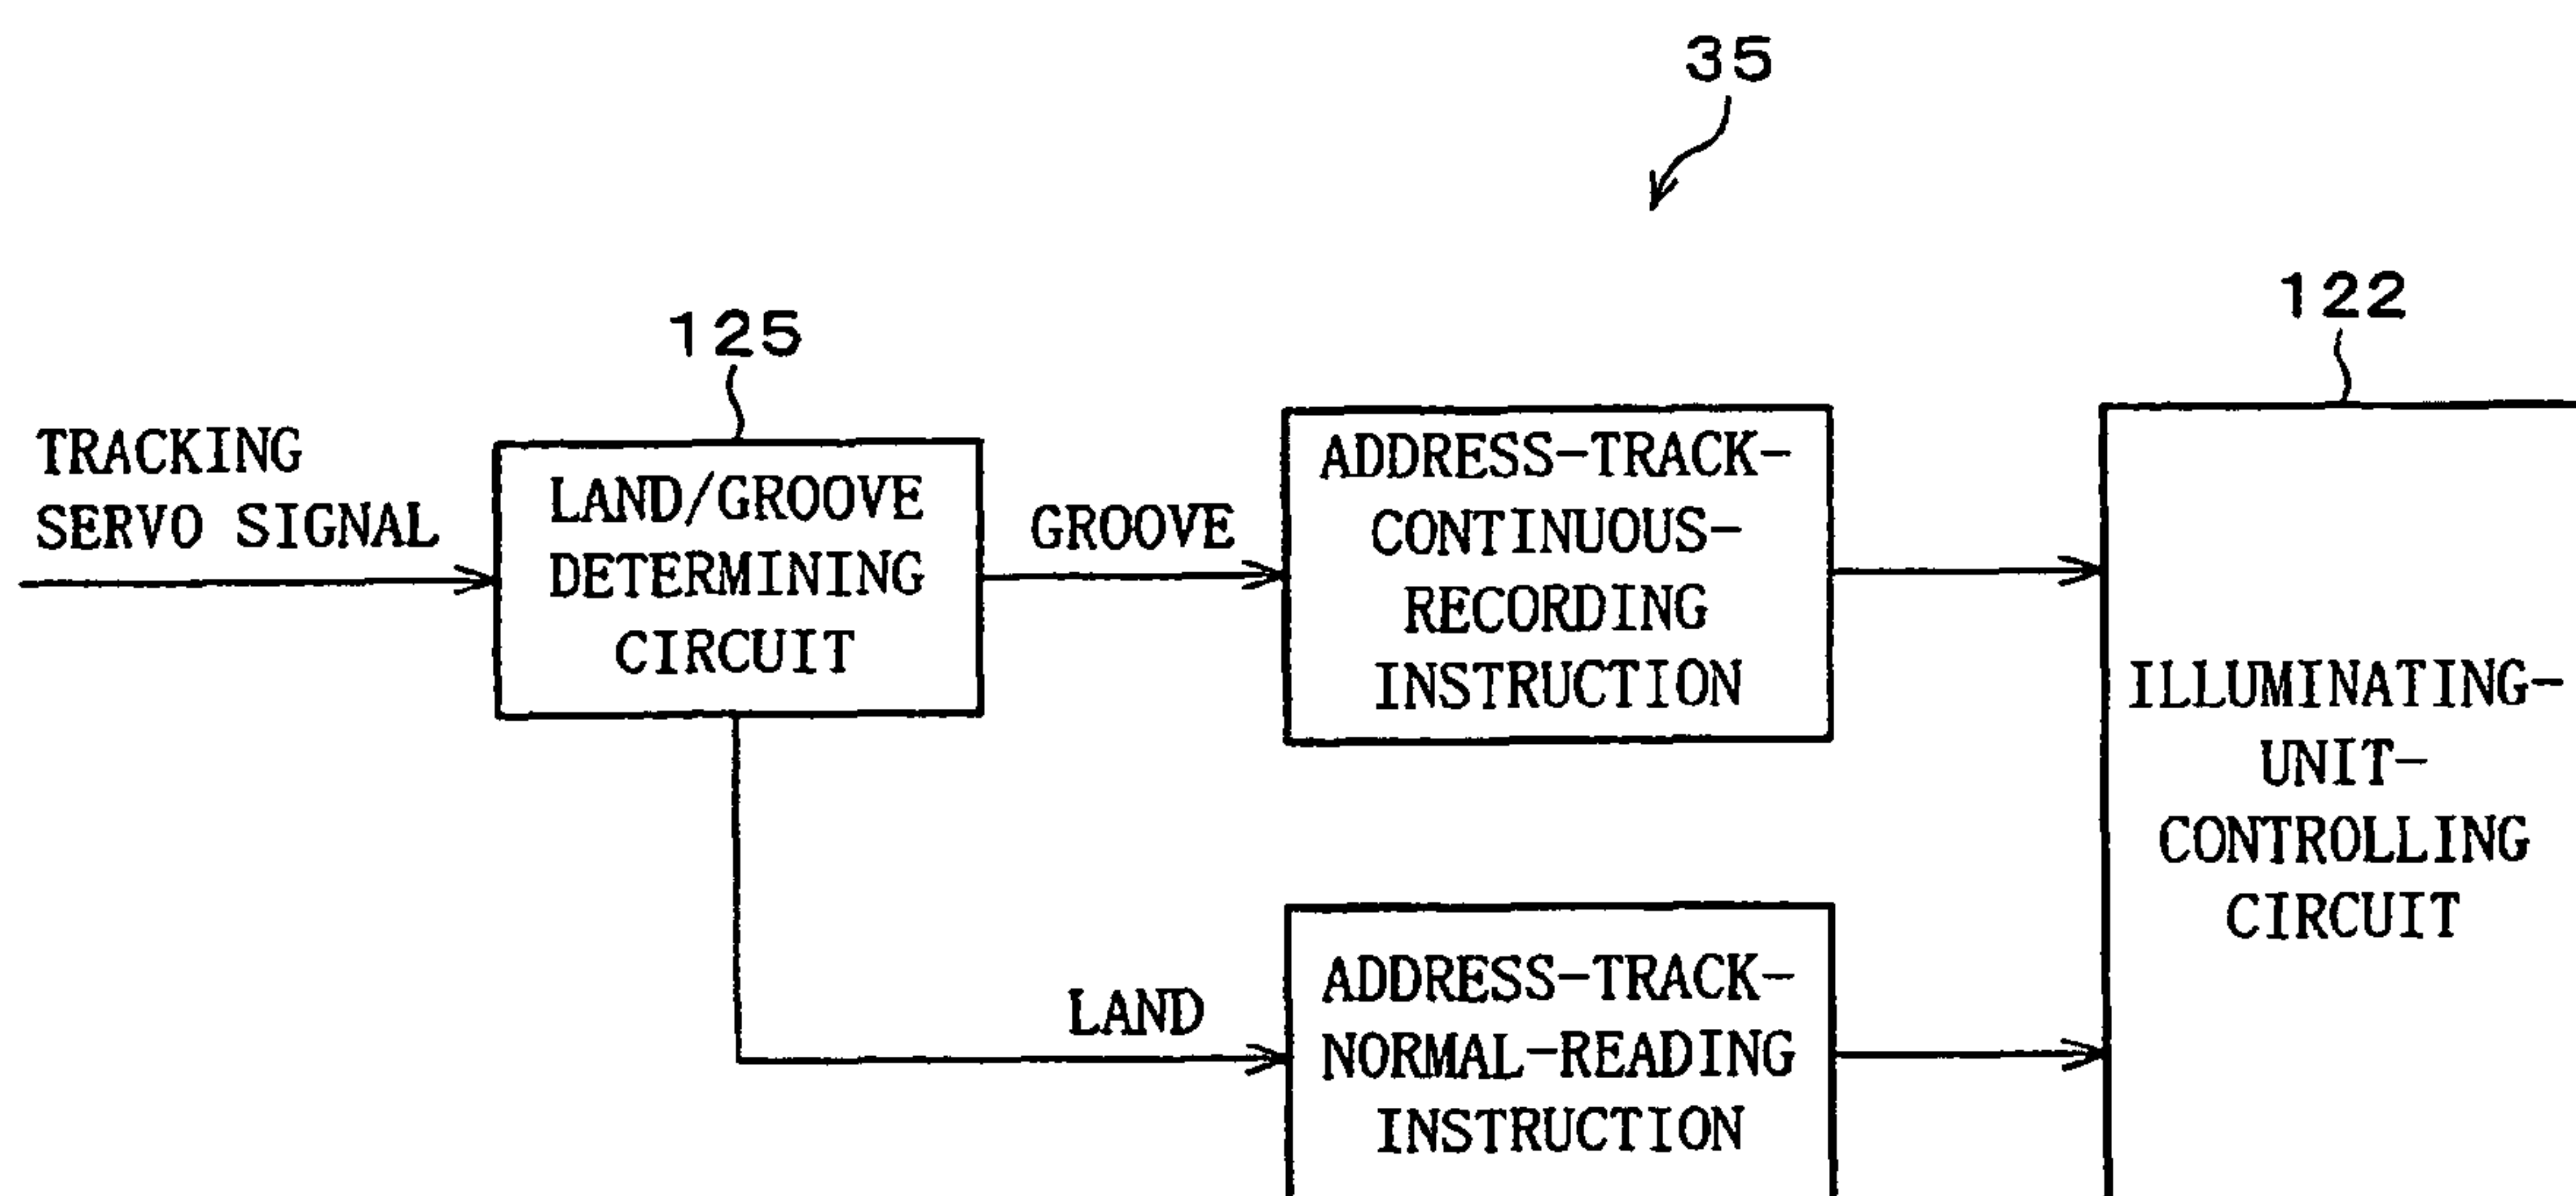 35
125
122
TRACKING
SERVO SIGNAL
LAND/GROOVE
DETERMINING
CIRCUIT
GROOVE
ADDRESS-TRACK-
CONTINUOUS-
RECORDING
INSTRUCTION
ILLUMINATING-
UNIT-
CONTROLLING
CIRCUIT
LAND
ADDRESS-TRACK-
NORMAL-READING
INSTRUCTION